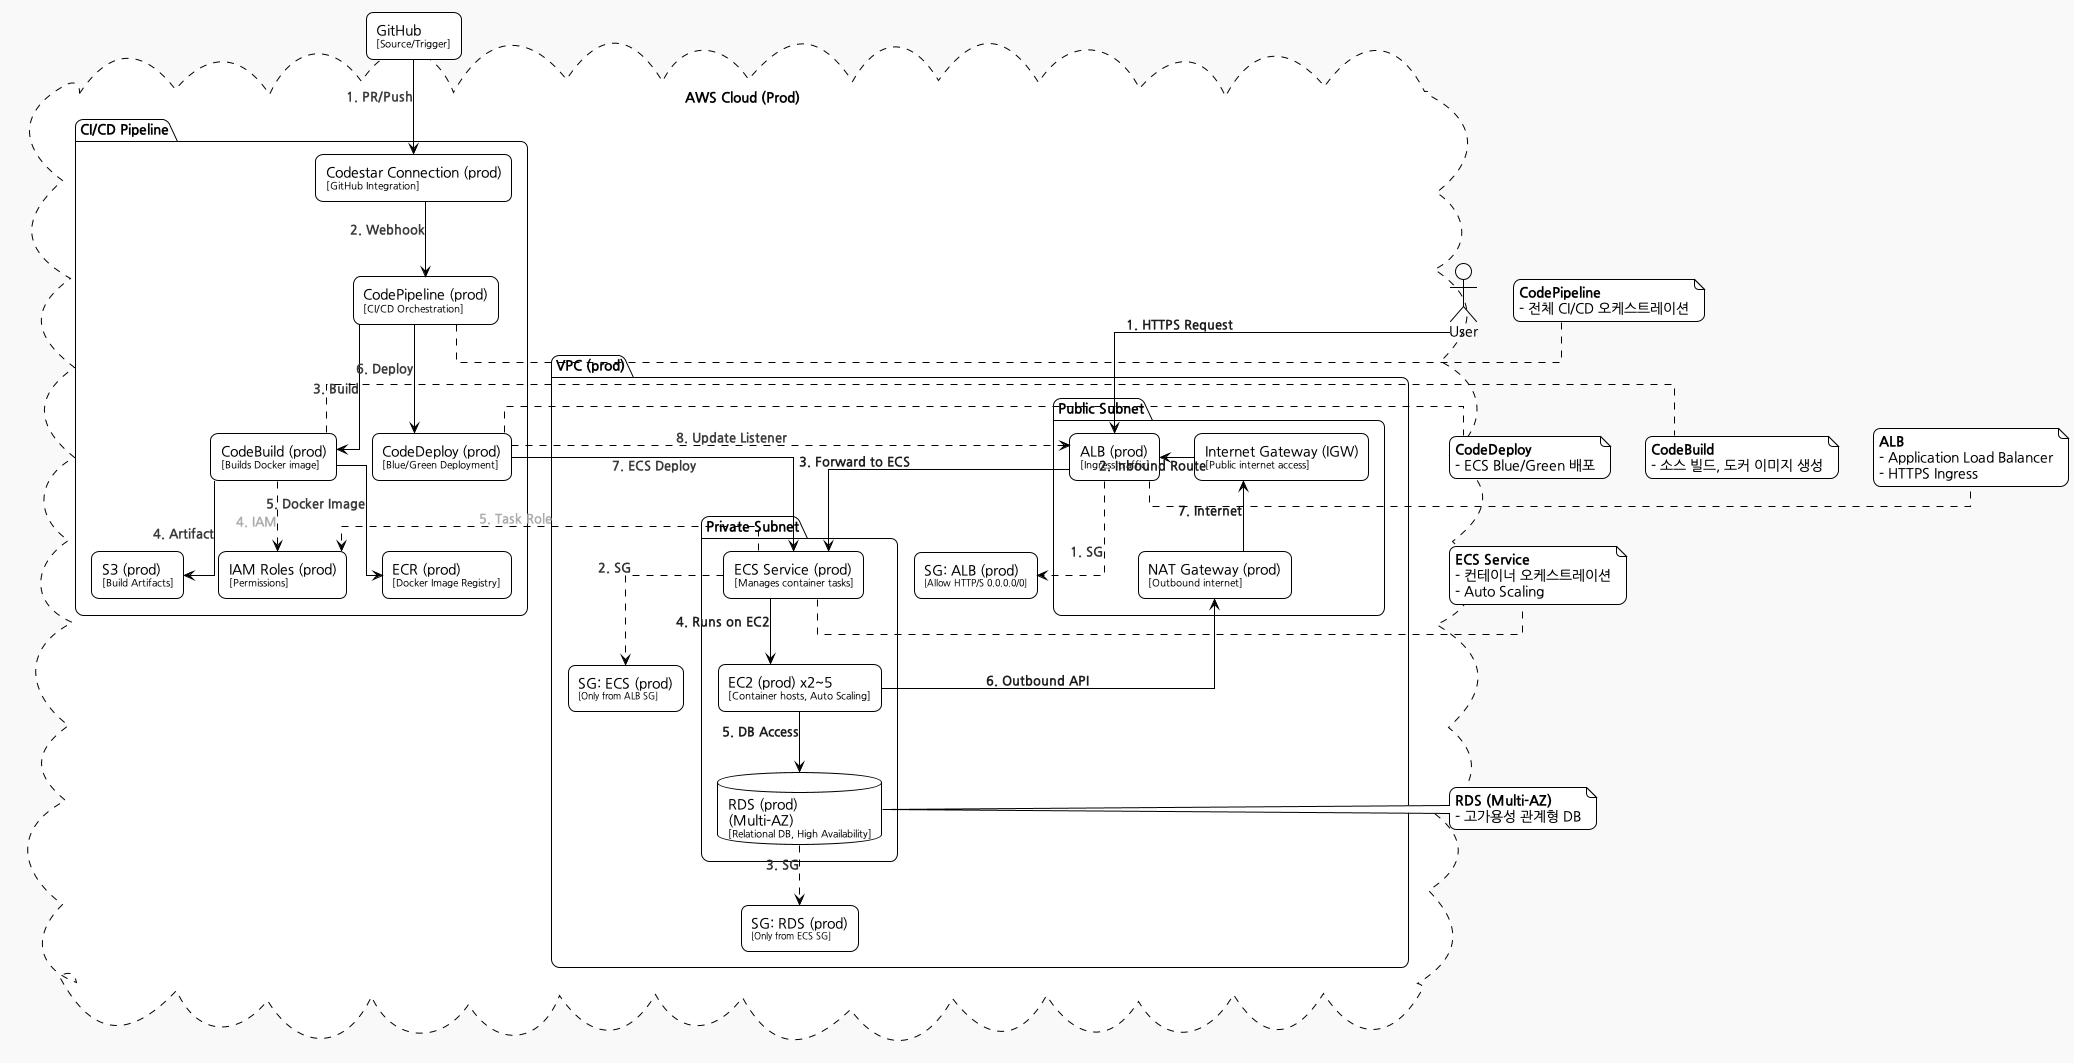 GitHub
[Source/Trigger]
1. PR/Push
AWS Cloud (Prod)
CI/CD Pipeline
Codestar Connection (prod)
[GitHub Integration]
2. Webhook
CodePipeline (prod)
[CI/CD Orchestration]
6. Deploy
3. Build
CodeBuild (prod)
[Builds Docker image]
CodeDeploy (prod)
[Blue/Green Deployment]
5. Docker Image
4. IAM
4. Artifact
S3 (prod)
[Build Artifacts]
IAM Roles (prod)
[Permissions]
ECR (prod)
[Docker Image Registry]
User
1. HTTPS Request
VPC (prod)
Public Subnet
8. Update Listener
7. ECS Deploy
3. Forward to ECS
ALB (prod)
2. Inbound Route
Internet Gateway (IGW)
[Public internet access]
7. Internet
5. Task Role
Private Subnet
1. SG
2. SG
ECS Service (prod)
[Manages container tasks]
SG: ALB (prod)
[Allow HTTP/S 0.0.0.0/0]
NAT Gateway (prod)
[Outbound internet]
4. Runs on EC2
SG: ECS (prod)
[Only from ALB SG]
EC2 (prod) x2~5
[Container hosts, Auto Scaling]
6. Outbound API
5. DB Access
RDS (prod)
(Multi-AZ)
[Relational DB, High Availability]
3. SG
SG: RDS (prod)
[Only from ECS SG]
CodePipeline
- 전체 CI/CD 오케스트레이션
CodeDeploy
- ECS Blue/Green 배포
CodeBuild
- 소스 빌드, 도커 이미지 생성
ALB
- Application Load Balancer
- HTTPS Ingress
ECS Service
- 컨테이너 오케스트레이션
- Auto Scaling
RDS (Multi-AZ)
- 고가용성 관계형 DB